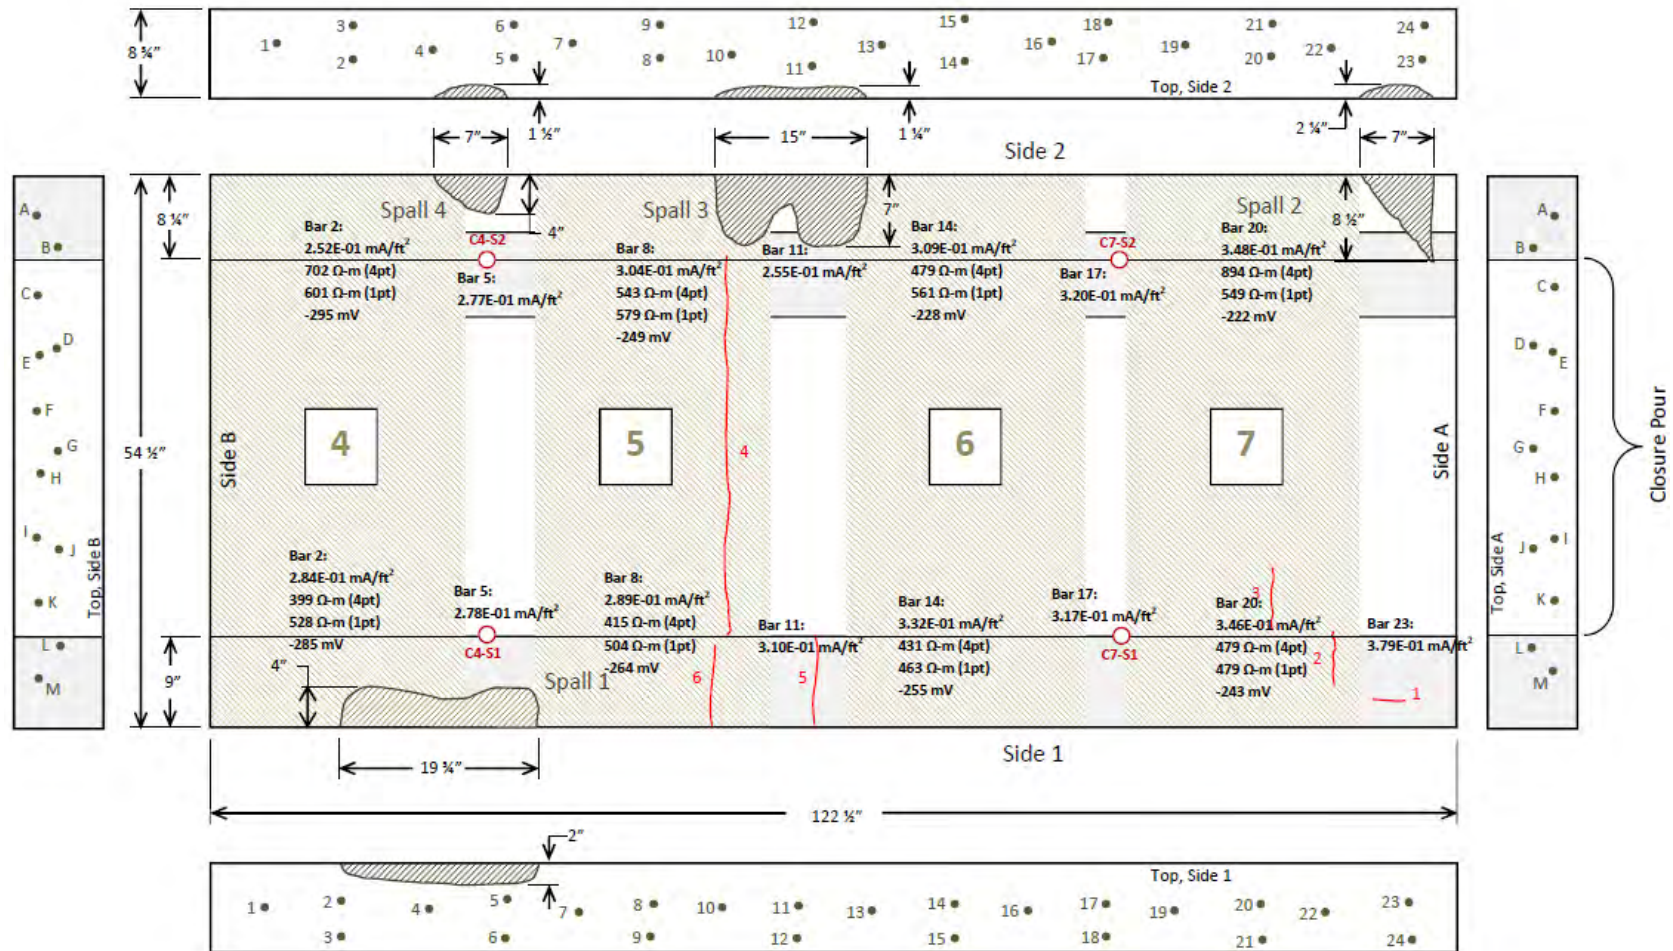 3 6 9 12 15 18 21 24
1 4 7 10 13 16 19 22
2 5 8 11 14 17 20 23
8 ¾”
Top, Side 2
7” 1 ½” 15” 1 ¼” 2 ¼” 7”
Side 2
A
B
C
D
E
F
G
H
I
J
K
L
M
Top, Side B
54 ½”
8 ¼”
9”
Side B
Spall 4
4”
Bar 2:
2.52E-01 mA/ft²
702 Ω-m (4pt)
601 Ω-m (1pt)
-295 mV
C4-S2
Bar 5:
2.77E-01 mA/ft²
Spall 3
7”
Bar 8:
3.04E-01 mA/ft²
543 Ω-m (4pt)
579 Ω-m (1pt)
-249 mV
Bar 11:
2.55E-01 mA/ft²
Bar 14:
3.09E-01 mA/ft²
479 Ω-m (4pt)
561 Ω-m (1pt)
-228 mV
C7-S2
Bar 17:
3.20E-01 mA/ft²
Spall 2
8 ½”
Bar 20:
3.48E-01 mA/ft²
894 Ω-m (4pt)
549 Ω-m (1pt)
-222 mV
4 5 6 7
4
Side A
Bar 2:
2.84E-01 mA/ft²
399 Ω-m (4pt)
528 Ω-m (1pt)
-285 mV
Bar 5:
2.78E-01 mA/ft²
C4-S1
Bar 8:
2.89E-01 mA/ft²
415 Ω-m (4pt)
504 Ω-m (1pt)
-264 mV
Bar 11:
3.10E-01 mA/ft²
Bar 14:
3.32E-01 mA/ft²
431 Ω-m (4pt)
463 Ω-m (1pt)
-255 mV
Bar 17:
3.17E-01 mA/ft²
C7-S1
3
Bar 20:
3.46E-01 mA/ft²
479 Ω-m (4pt)
479 Ω-m (1pt)
-243 mV
Bar 23:
3.79E-01 mA/ft²
2
1
6
5
4”
Spall 1
19 ¾”
Side 1
122 ½”
A
B
C
D
E
F
G
H
I
J
K
L
M
Top, Side A
Closure Pour
2”
Top, Side 1
1 2 4 5 7 8 10 11 13 14 16 17 19 20 22 23
3 6 9 12 15 18 21 24